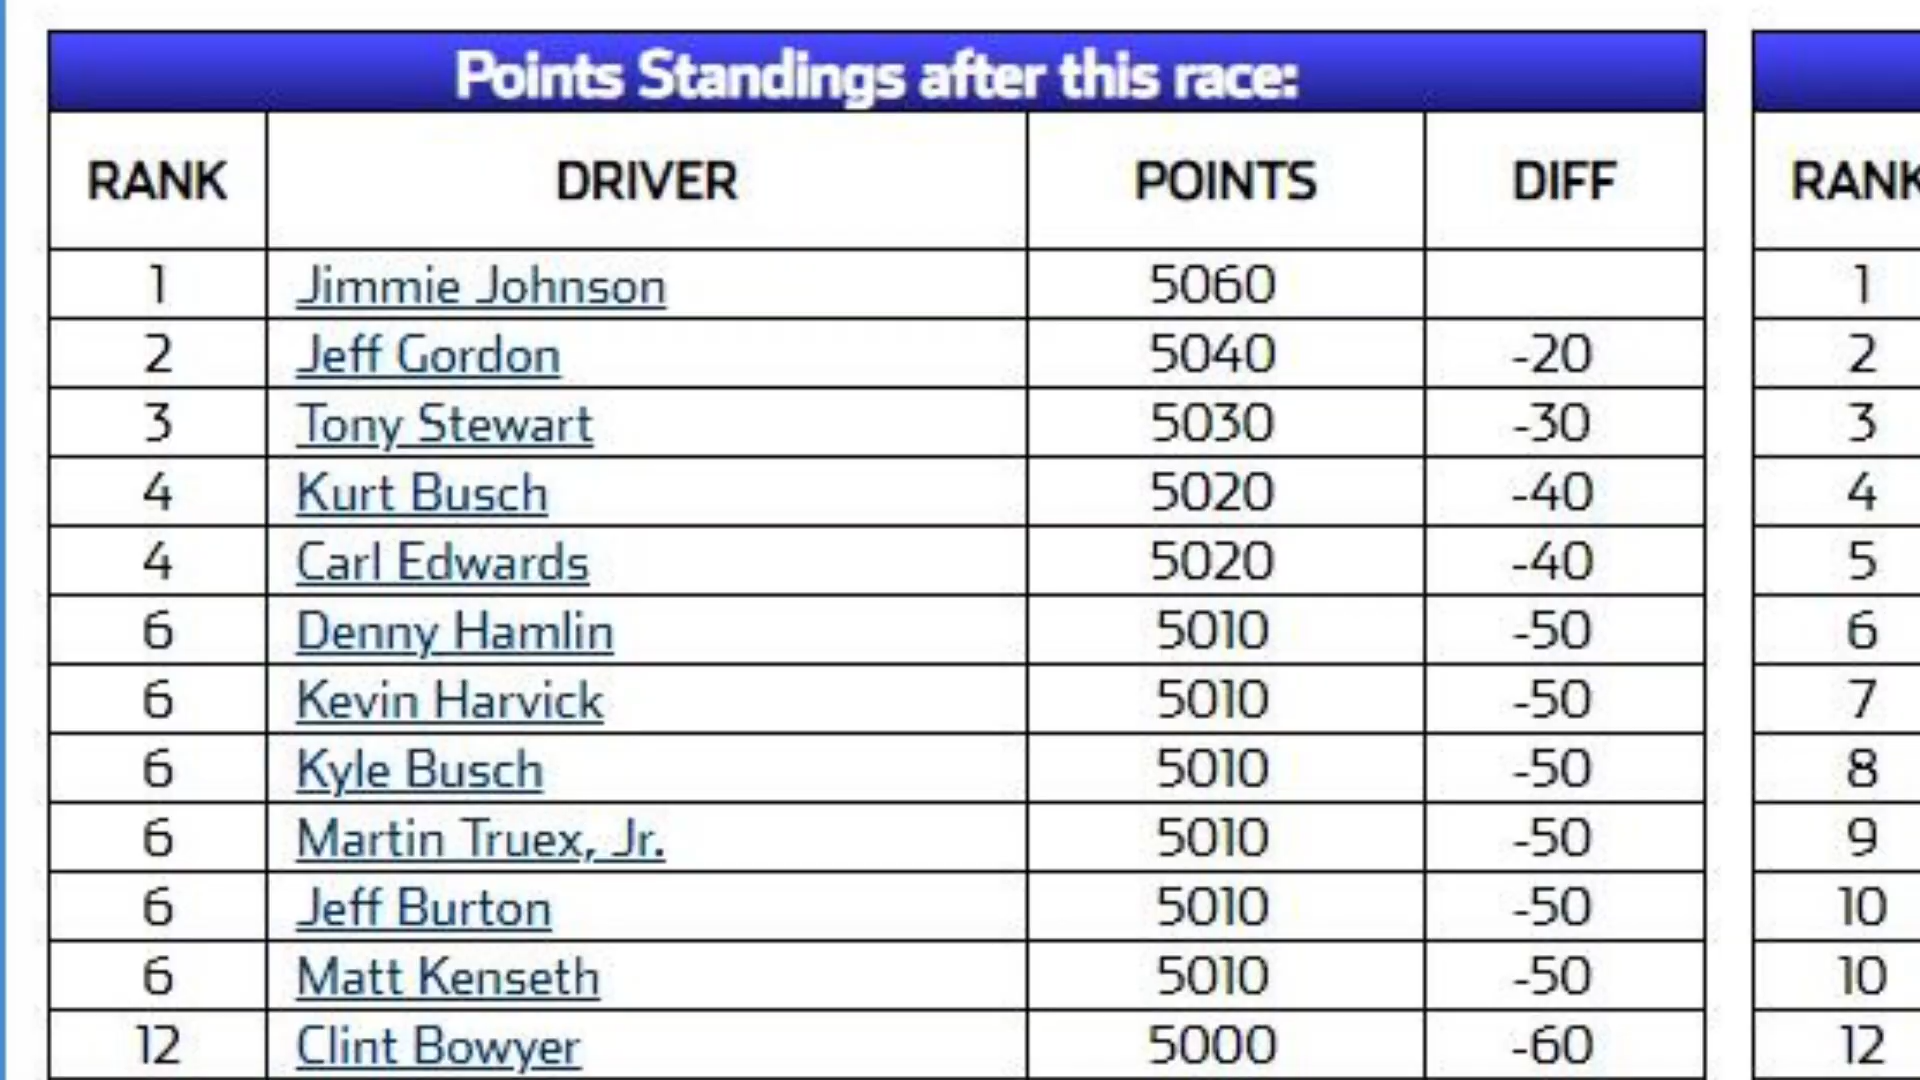 Points Standings after this race:
RANK DRIVER POINTS DIFF RANK
1 Jimmie Johnson 5060 1
2 Jeff Gordon 5040 -20 2
3 Tony Stewart 5030 -30 3
4 Kurt Busch 5020 -40 4
4 Carl Edwards 5020 -40 5
6 Denny Hamlin 5010 -50 6
6 Kevin Harvick 5010 -50 7
6 Kyle Busch 5010 -50 8
6 Martin Truex, Jr. 5010 -50 9
6 Jeff Burton 5010 -50 10
6 Matt Kenseth 5010 -50 10
12 Clint Bowyer 5000 -60 12